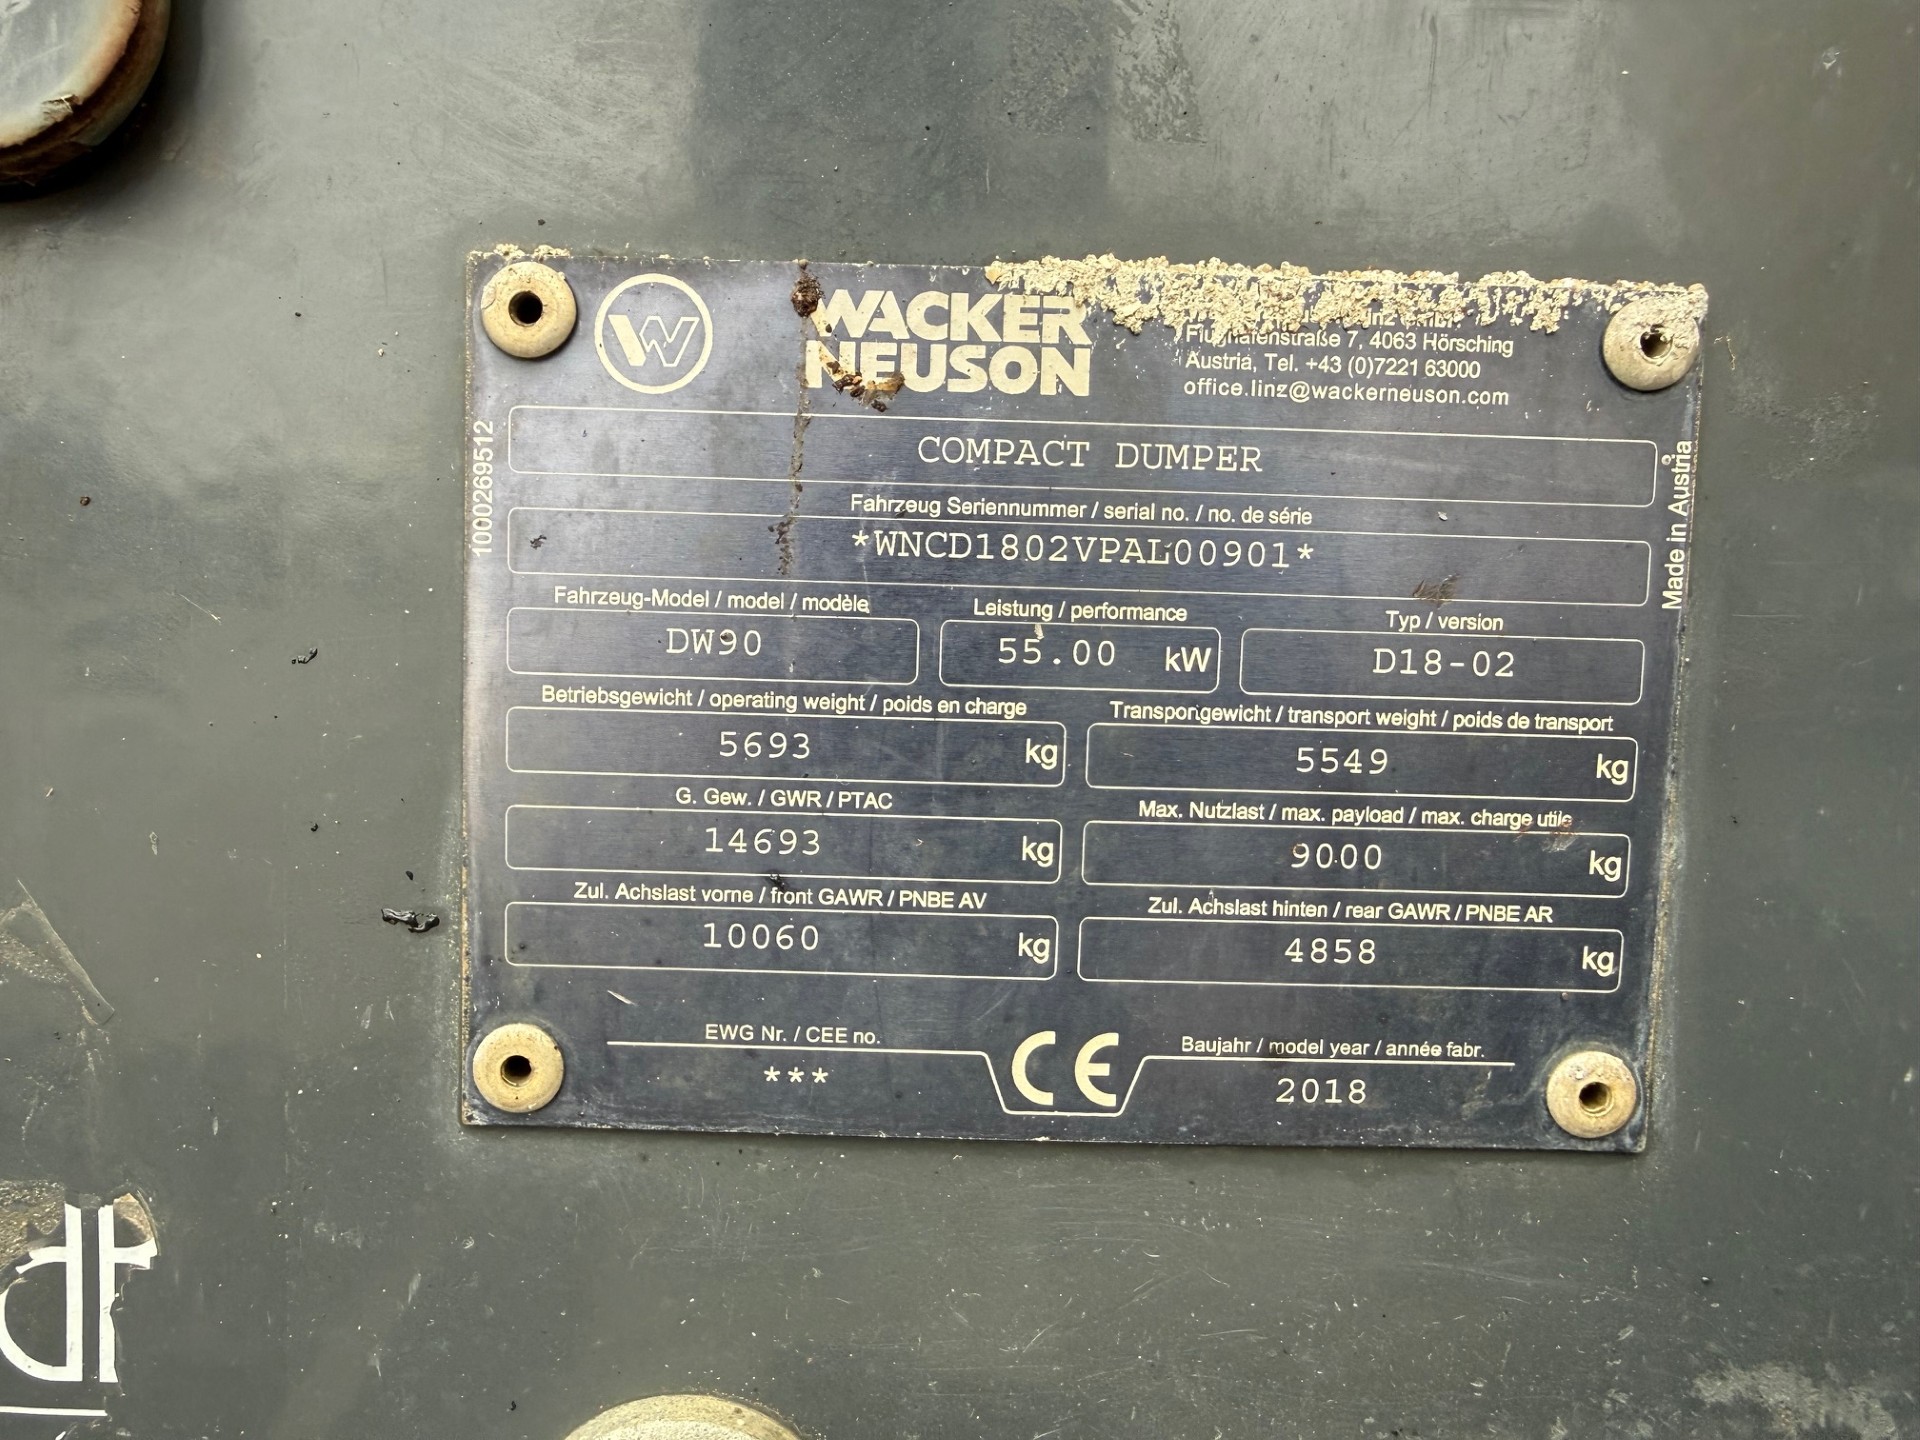 WACKER
NEUSON
Flughafenstraße 7, 4063 Hörsching
Austria, Tel. +43 (0)7221 63000
office.linz@wackerneuson.com
1000269512
COMPACT DUMPER
Made in Austria
Fahrzeug Seriennummer / serial no. / no. de série
*WNCD1802VPAL00901*
Fahrzeug-Model / model / modèle
DW90
Leistung / performance
55.00 kW
Typ / version
D18-02
Betriebsgewicht / operating weight / poids en charge
5693 kg
Transportgewicht / transport weight / poids de transport
5549 kg
G. Gew. / GWR / PTAC
14693 kg
Max. Nutzlast / max. payload / max. charge utile
9000 kg
Zul. Achslast vorne / front GAWR / PNBE AV
10060 kg
Zul. Achslast hinten / rear GAWR / PNBE AR
4858 kg
EWG Nr. / CEE no.
***
CE
Baujahr / model year / année fabr.
2018